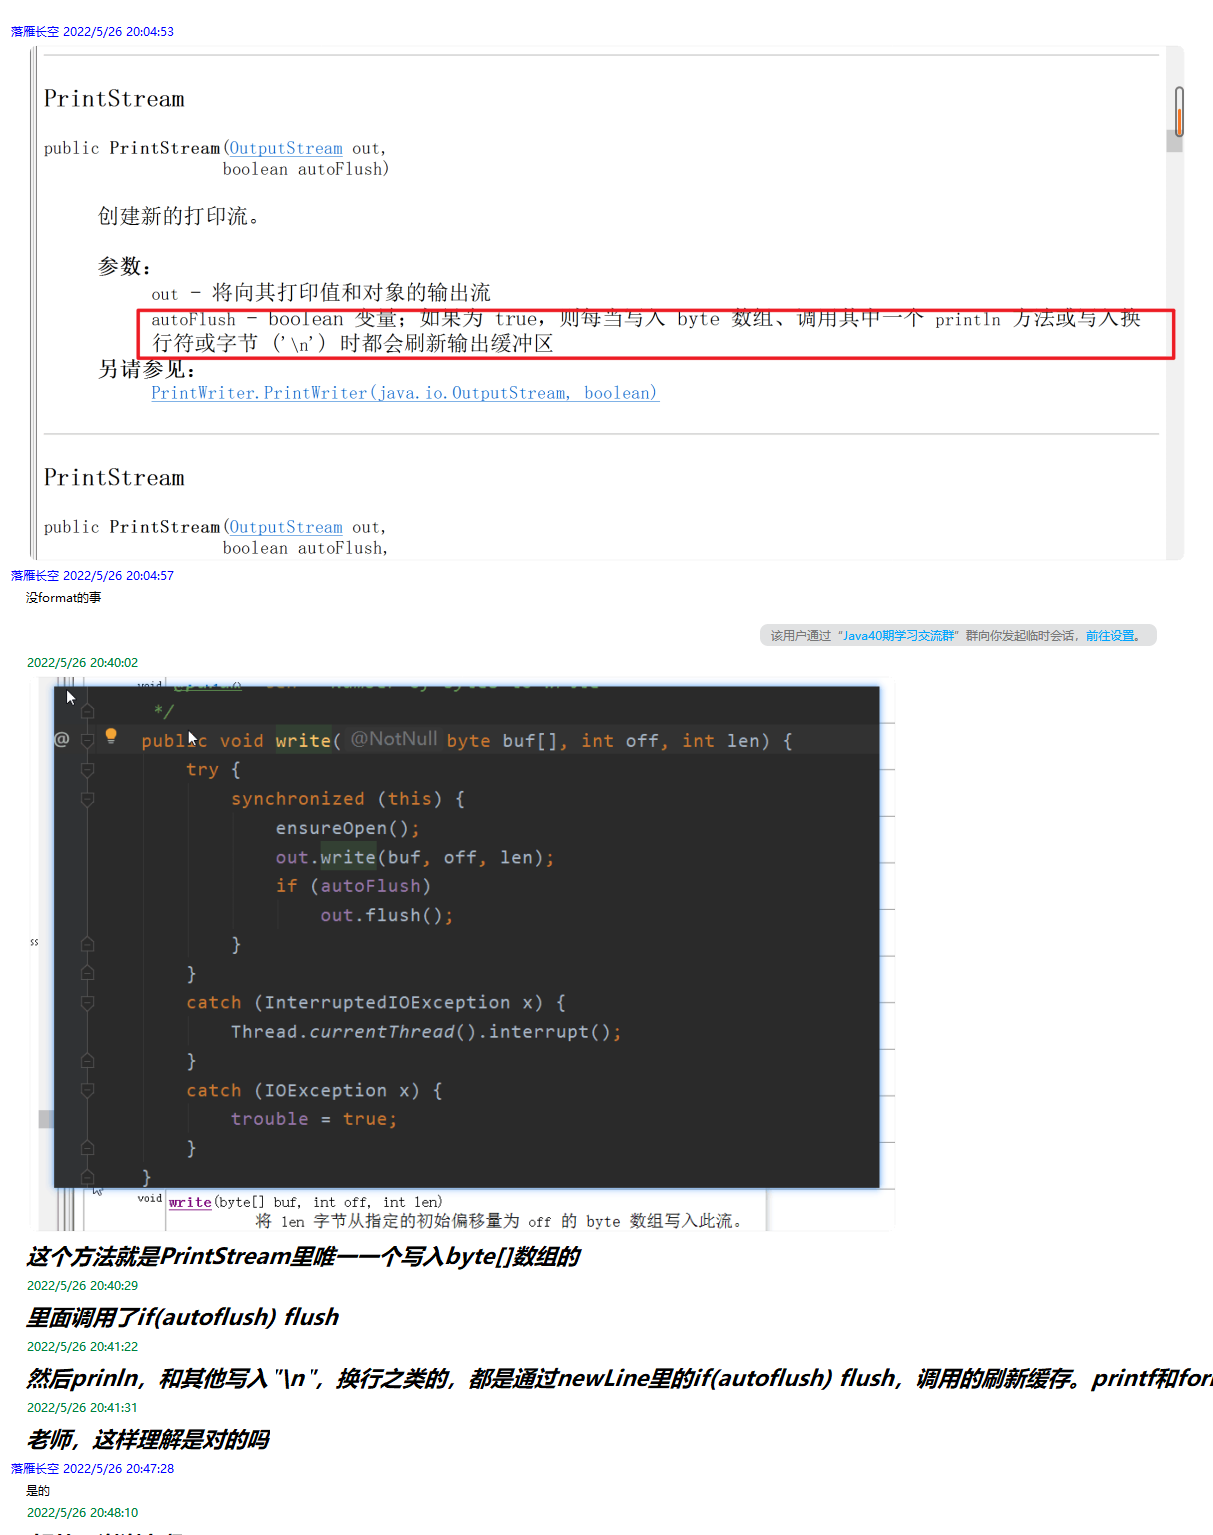 落雁长空 2022/5/26 20:04:53
PrintStream
public PrintStream(OutputStream out,
boolean autoFlush)
创建新的打印流。
参数：
out - 将向其打印值和对象的输出流
autoFlush - boolean 变量；如果为 true，则每当写入 byte 数组、调用其中一个 println 方法或写入换
行符或字节 ('\n') 时都会刷新输出缓冲区
另请参见：
PrintWriter.PrintWriter(java.io.OutputStream, boolean)
PrintStream
public PrintStream(OutputStream out,
boolean autoFlush,
落雁长空 2022/5/26 20:04:57
没format的事
该用户通过“Java40期学习交流群”群向你发起临时会话，前往设置。
2022/5/26 20:40:02
*/
@ public void write( @NotNull byte buf[], int off, int len) {
try {
synchronized (this) {
ensureOpen();
out.write(buf, off, len);
if (autoFlush)
out.flush();
ss
}
}
catch (InterruptedIOException x) {
Thread.currentThread().interrupt();
}
catch (IOException x) {
trouble = true;
}
}
void write(byte[] buf, int off, int len)
将 len 字节从指定的初始偏移量为 off 的 byte 数组写入此流。
这个方法就是PrintStream里唯一一个写入byte[]数组的
2022/5/26 20:40:29
里面调用了if(autoflush) flush
2022/5/26 20:41:22
然后prinln，和其他写入"\n"，换行之类的，都是通过newLine里的if(autoflush) flush，调用的刷新缓存。printf和for
2022/5/26 20:41:31
老师，这样理解是对的吗
落雁长空 2022/5/26 20:47:28
是的
2022/5/26 20:48:10